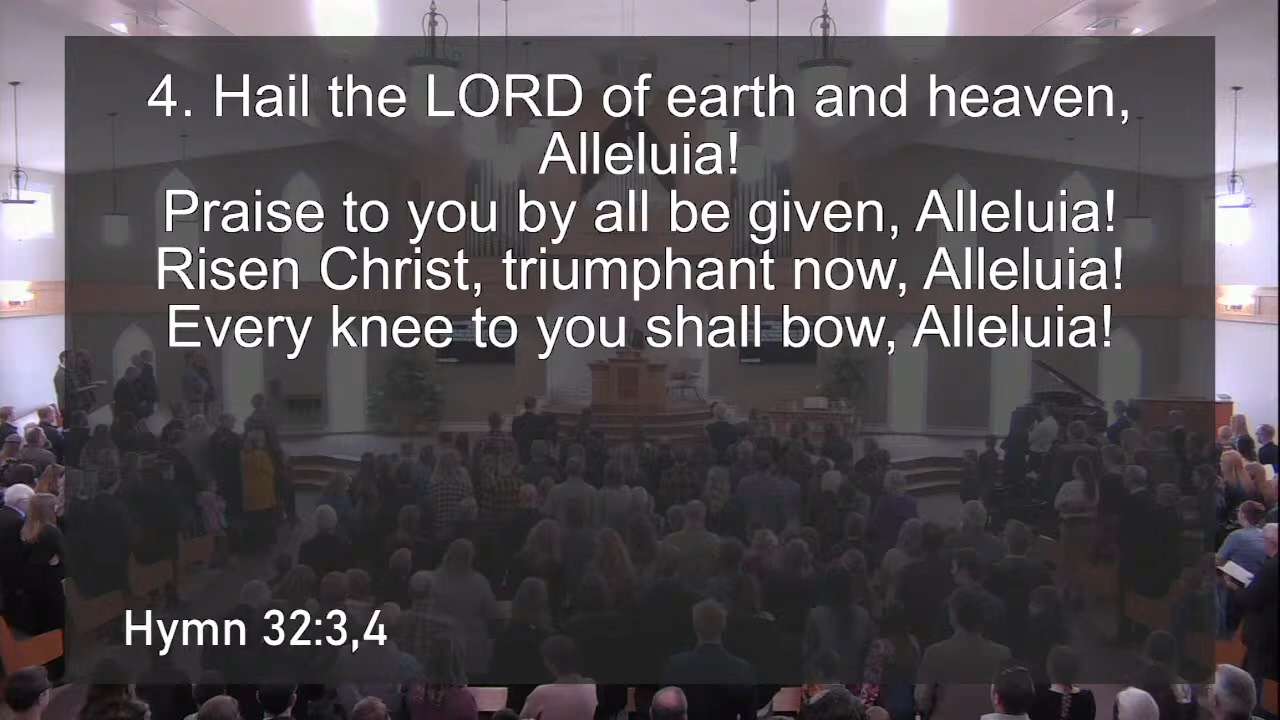 4. Hail the LORD of earth and heaven,
Alleluia!
Praise to you by all be given, Alleluia!
Risen Christ, triumphant now, Alleluia!
Every knee to you shall bow, Alleluia!
Hymn 32:3,4